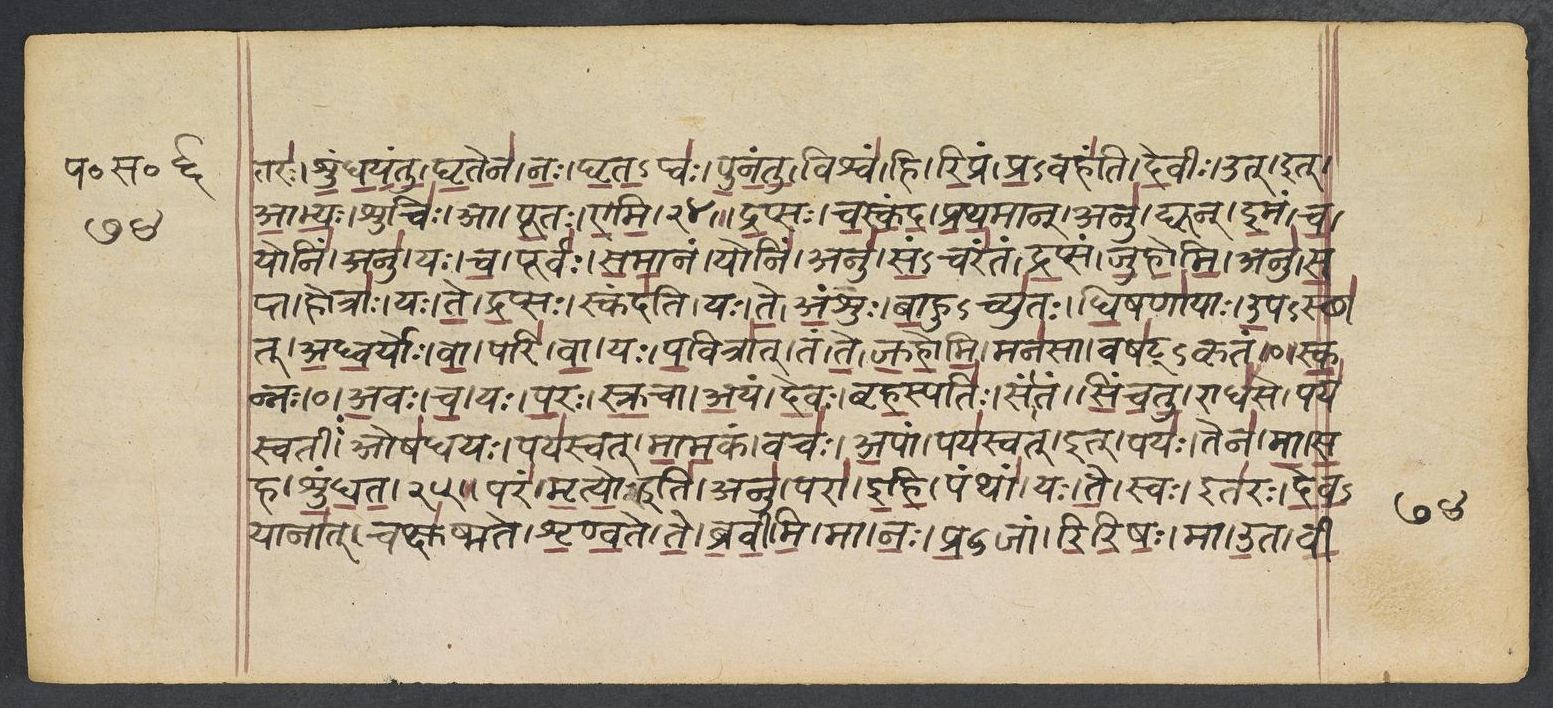 प॰ स॰ ६
७४
तरः।शुंधयंतु।घृतेन।नः।घृतऽप्वः।पुनंतु।विश्वं।हि।रिप्रं।प्रऽवहंति।देवीः।उत्।इत्।
आभ्यः।शुचिः।आ।पूतः।एमि।२४॥द्रप्सः।चस्कंद।प्रथमान्।अनु।द्यून्।इमं।च।
योनिं।अनु।यः।च।पूर्वः।समानं।योनिं।अनु।संऽचरंतं।द्रप्सं।जुहोमि।अनु।स
प्त।होत्राः।यः।ते।द्रप्सः।स्कंदति।यः।ते।अंशुः।बाहुऽच्युतः।धिषणायाः।उपऽस्था
त्।अध्वर्योः।वा।परि।वा।यः।पवित्रात्।तं।ते।जुहोमि।मनसा।वषट्ऽकृतं।०।स्क
न्नः।०।अवः।च।यः।परः।स्रुचा।अयं।देवः।बृहस्पतिः।सं।तं।सिंचतु।राधसे।पय
स्वतीः।ओषधयः।पयस्वत्।मामकं।वचः।अपां।पयस्वत्।इत्।पयः।तेन।मा।स
ह।शुंधत।२५॥परं।मृत्यो इति।अनु।परा।इहि।पंथां।यः।ते।स्वः।इतरः।देवऽ
यानात्।चक्षुष्मते।शृण्वते।ते।ब्रवीमि।मा।नः।प्रऽजां।रिरिषः।मा।उत।वी
७४